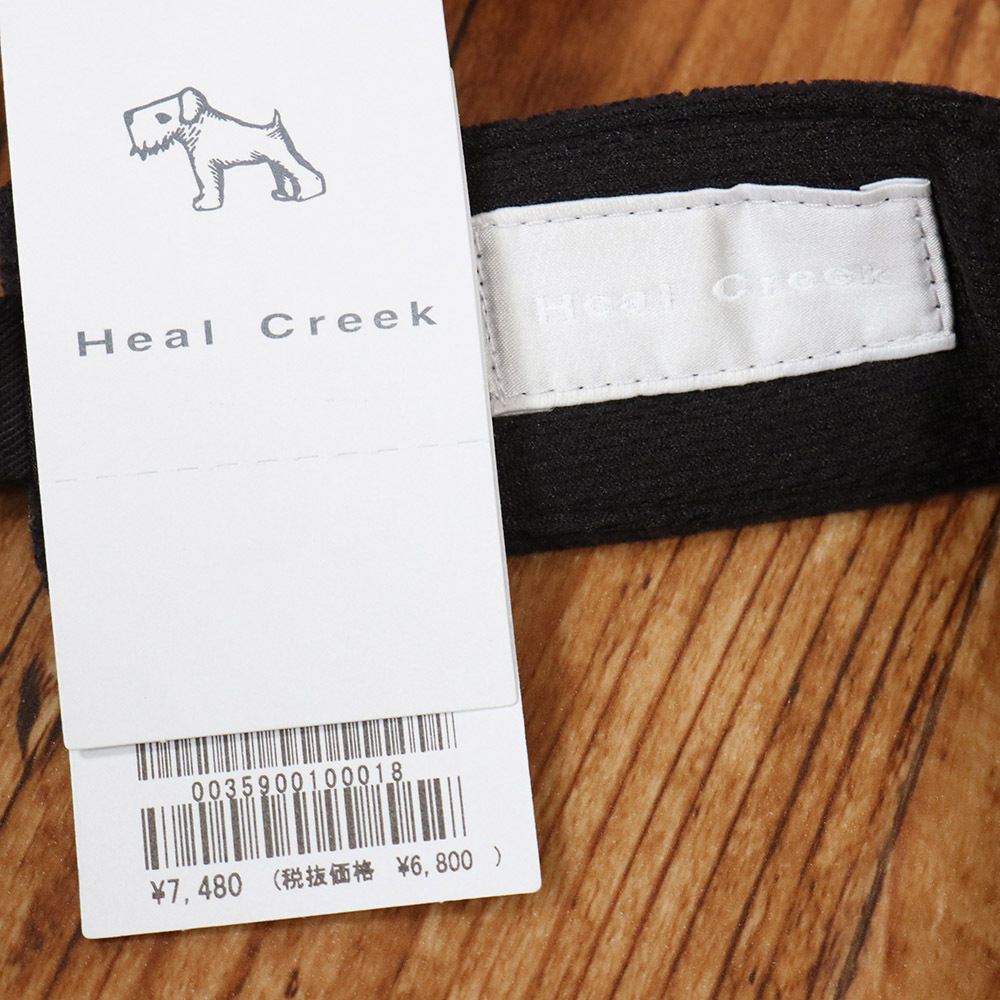 Heal Creek
Heal Creek
0035900100018
¥7,480 (税抜価格 ¥6,800 )